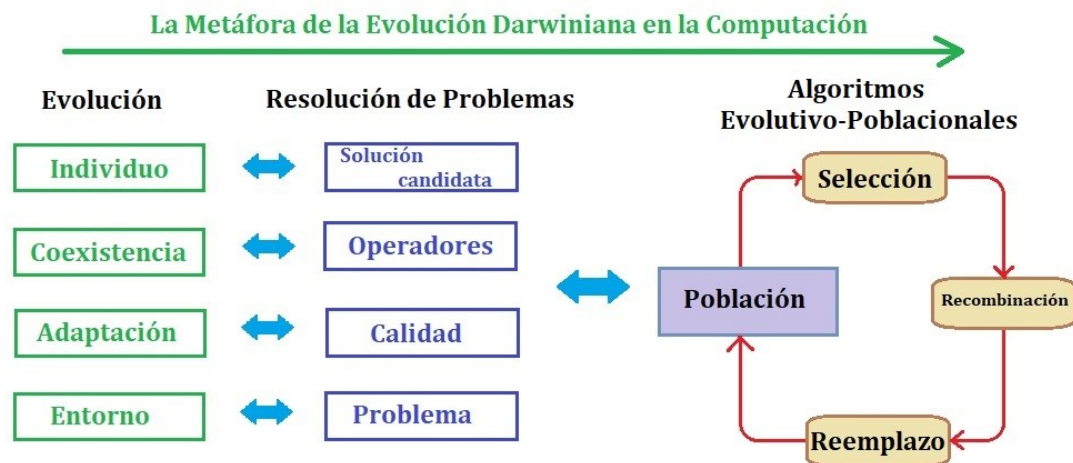 La Metáfora de la Evolución Darwiniana en la Computación
Evolución
Resolución de Problemas
Algoritmos
Evolutivo-Poblacionales
Individuo
Solución
candidata
Coexistencia
Operadores
Adaptación
Calidad
Entorno
Problema
Selección
Población
Recombinación
Reemplazo